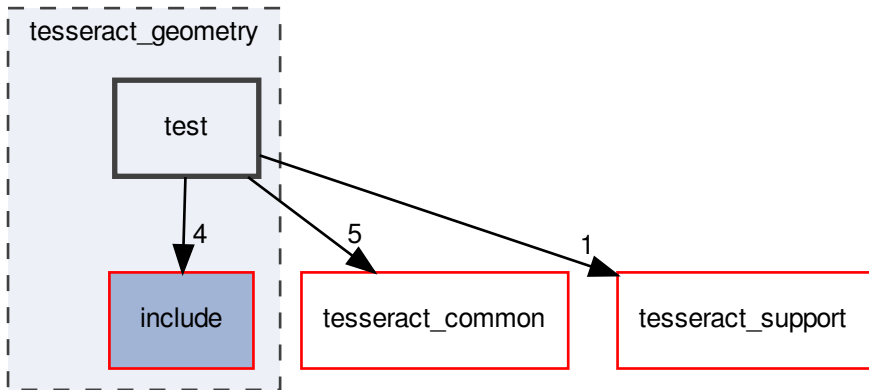 tesseract_geometry
test
4
5
1
include
tesseract_common
tesseract_support